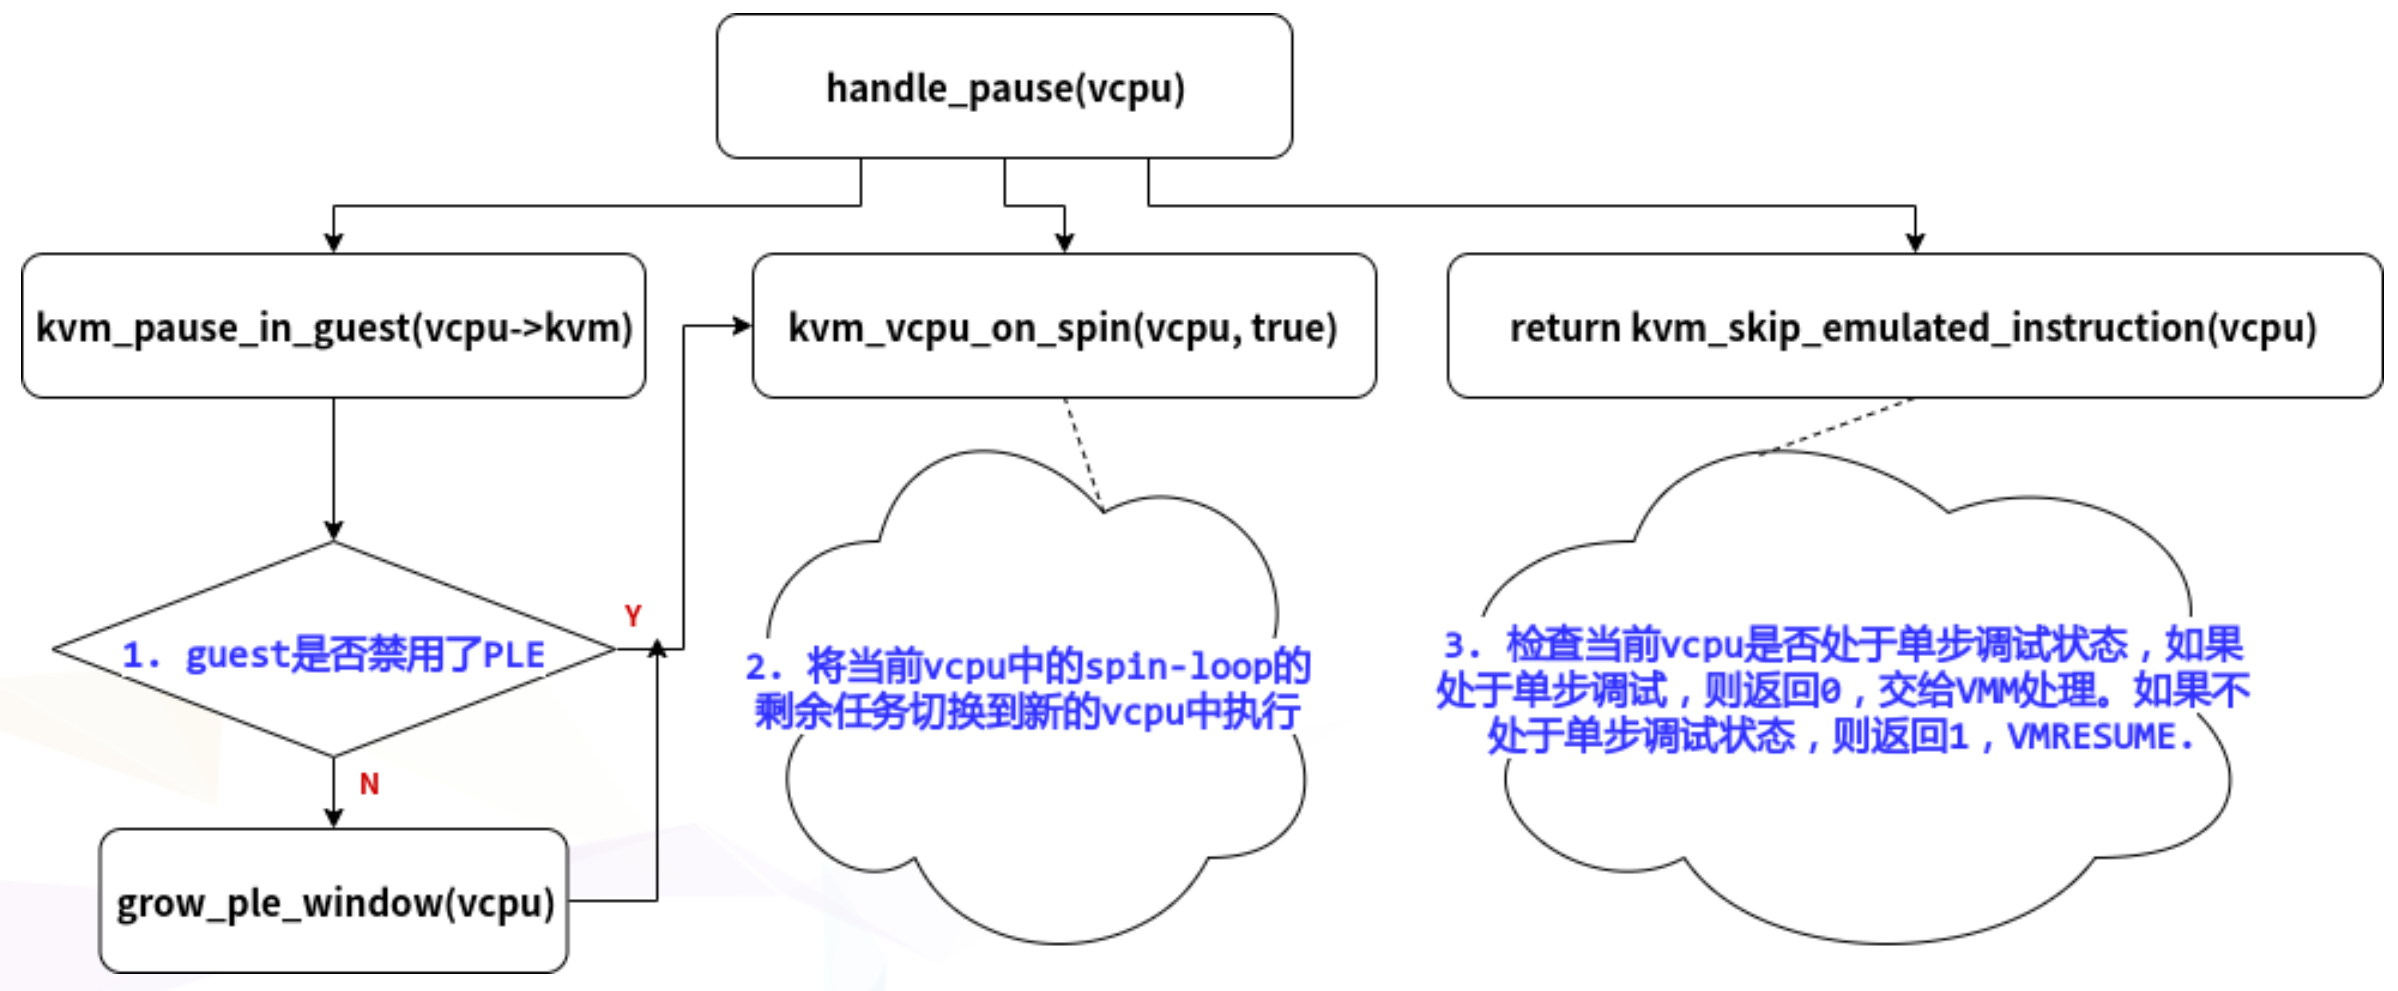 handle_pause(vcpu)
kvm_pause_in_guest(vcpu->kvm)
kvm_vcpu_on_spin(vcpu, true)
return kvm_skip_emulated_instruction(vcpu)
Y
1. guest是否禁用了PLE
2. 将当前vcpu中的spin-loop的
剩余任务切换到新的vcpu中执行
3. 检查当前vcpu是否处于单步调试状态，如果
处于单步调试，则返回0，交给VMM处理。如果不
处于单步调试状态，则返回1，VMRESUME.
N
grow_ple_window(vcpu)